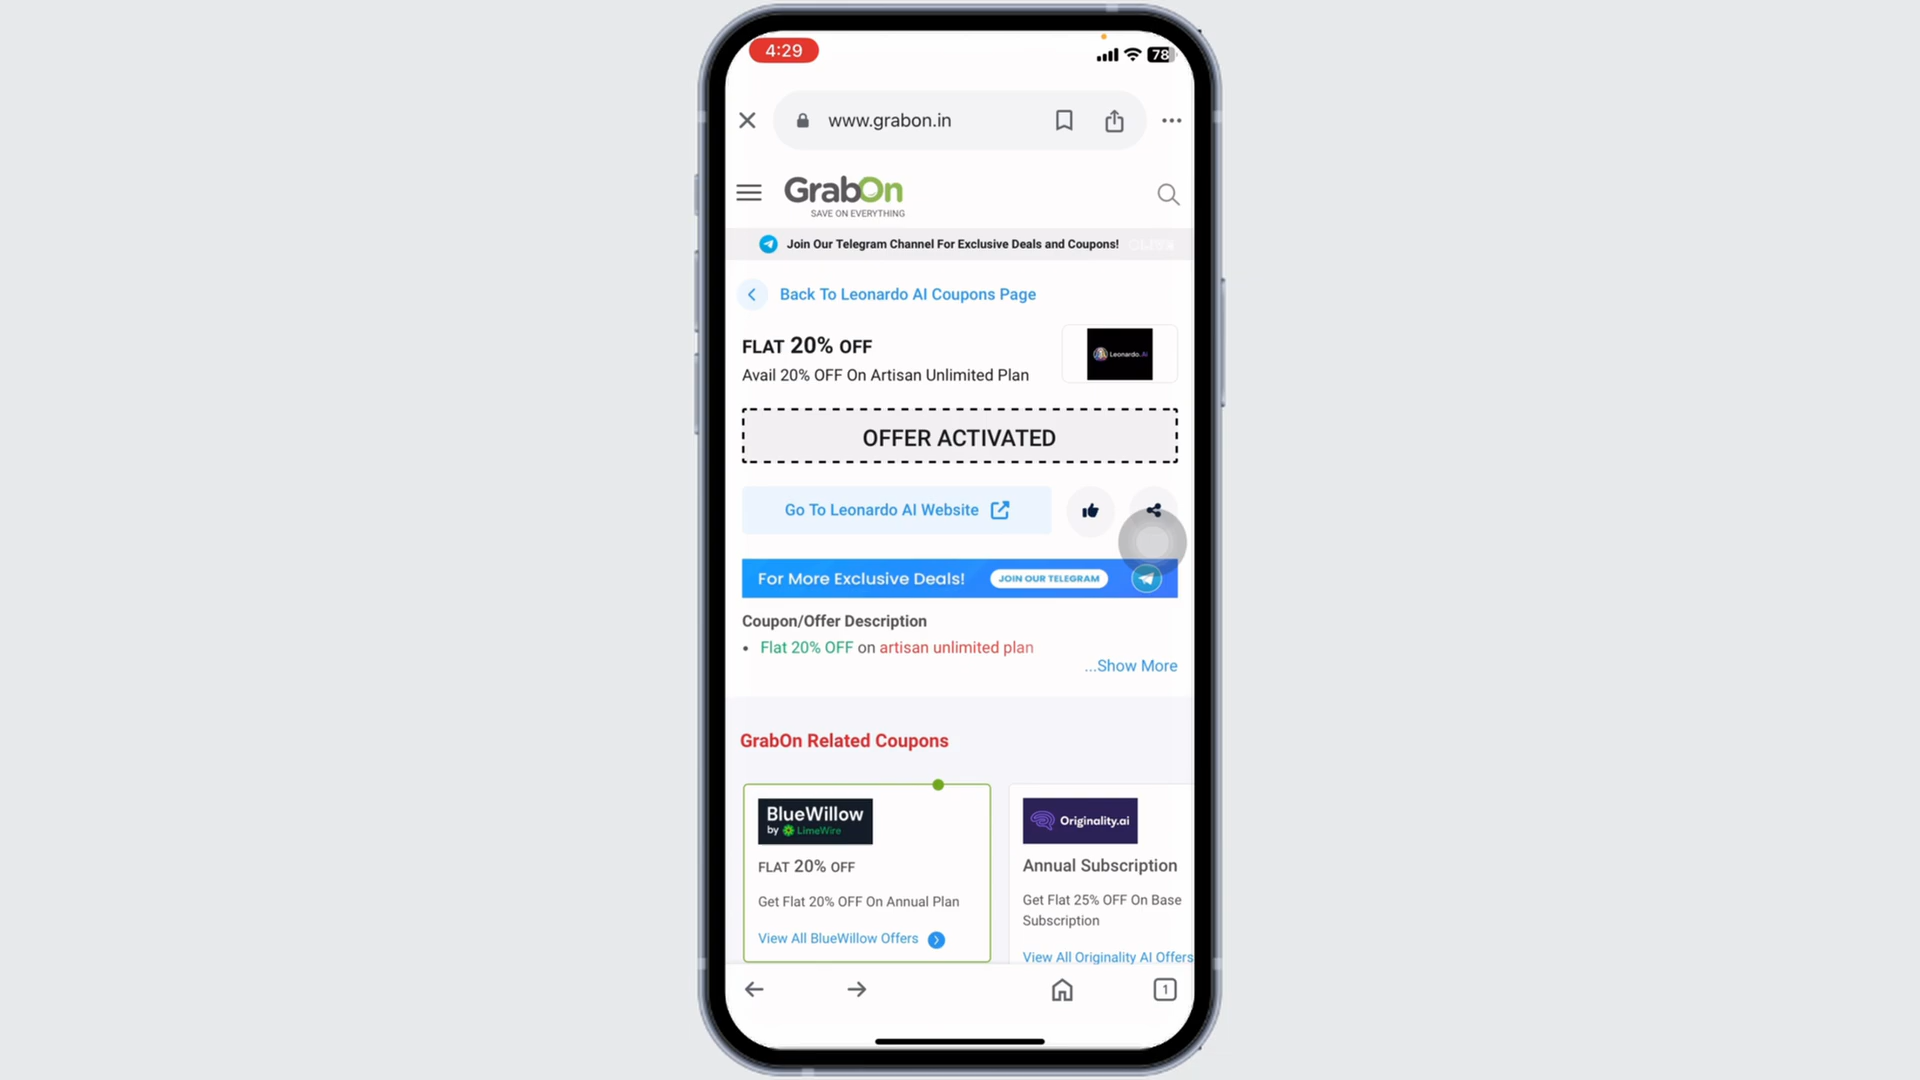 4:29
78
www.grabon.in
GrabOn
SAVE ON EVERYTHING
Join Our Telegram Channel For Exclusive Deals and Coupons!
Back To Leonardo AI Coupons Page
FLAT 20% OFF
Avail 20% OFF On Artisan Unlimited Plan
Leonardo.Ai
OFFER ACTIVATED
Go To Leonardo AI Website
For More Exclusive Deals! JOIN OUR TELEGRAM
Coupon/Offer Description
• Flat 20% OFF on artisan unlimited plan
...Show More
GrabOn Related Coupons
BlueWillow
by LimeWire
FLAT 20% OFF
Get Flat 20% OFF On Annual Plan
View All BlueWillow Offers
Originality.ai
Annual Subscription
Get Flat 25% OFF On Base
Subscription
View All Originality AI Offers
1